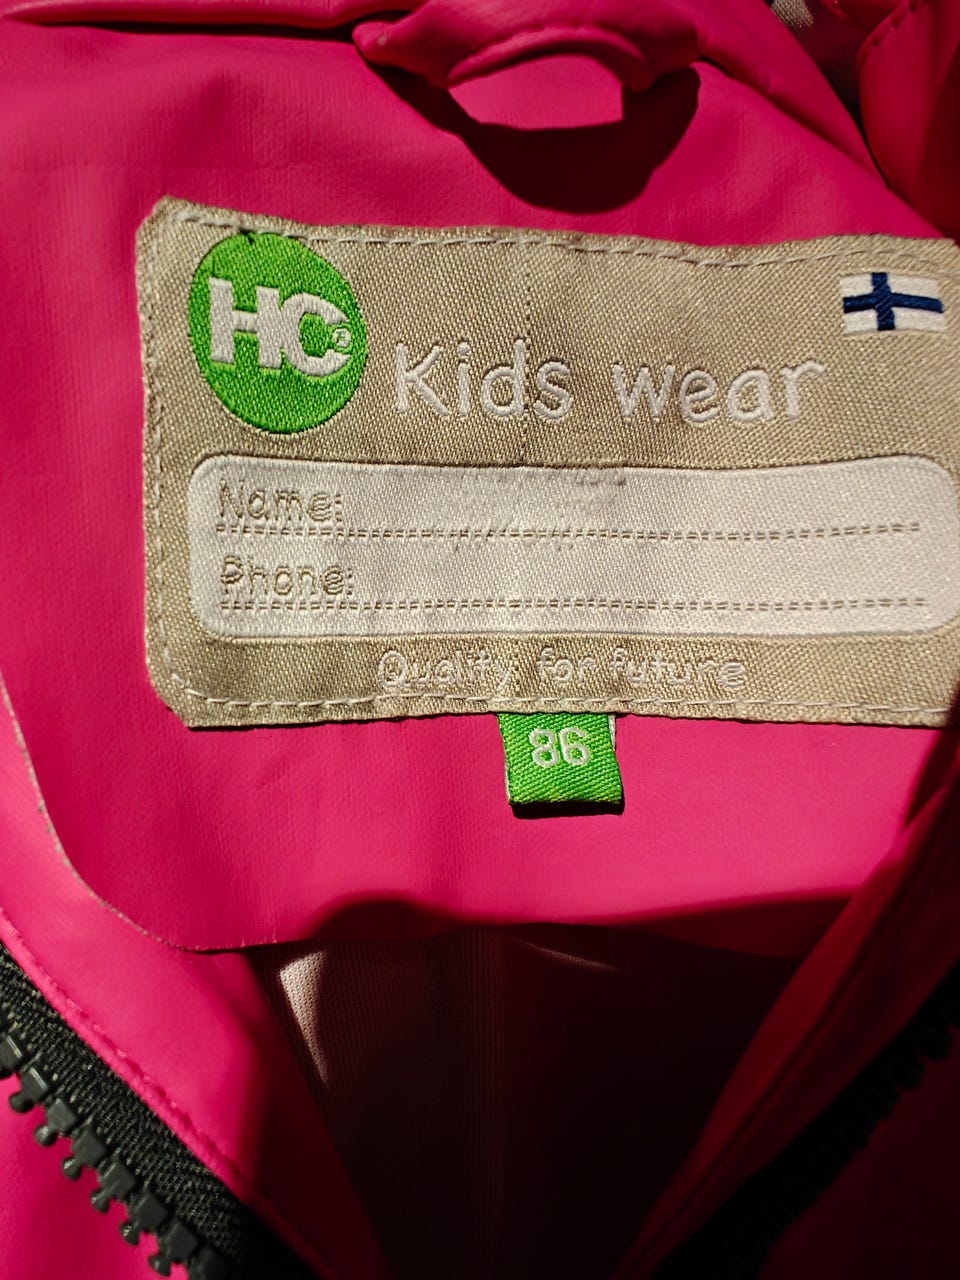 HC
Kids wear
Name:
Phone:
Quality for future
86